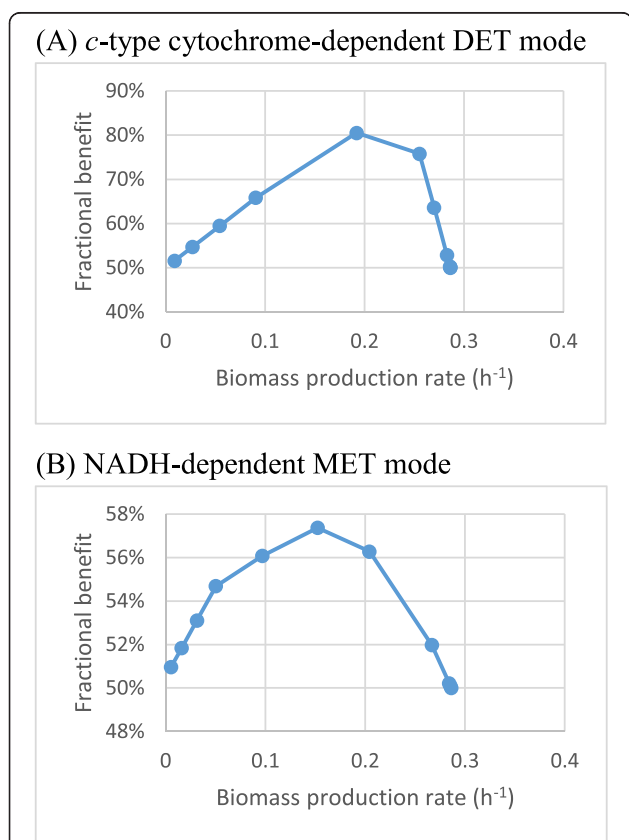 (A) c-type cytochrome-dependent DET mode
90%
80%
70%
60%
50%
40%
Fractional benefit
0 0.1 0.2 0.3 0.4
Biomass production rate (h⁻¹)
(B) NADH-dependent MET mode
58%
56%
54%
52%
50%
48%
Fractional benefit
0 0.1 0.2 0.3 0.4
Biomass production rate (h⁻¹)